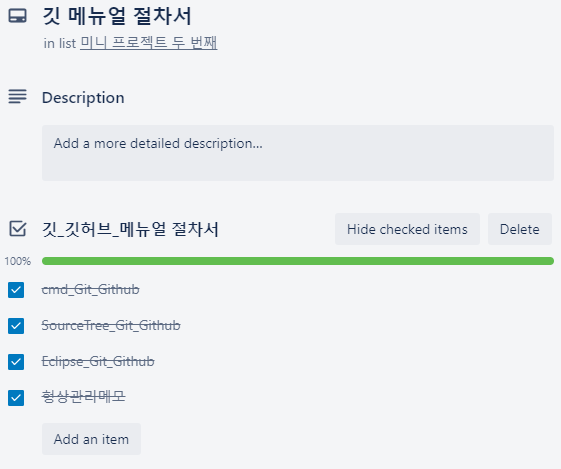 깃 메뉴얼 절차서
in list 미니 프로젝트 두 번째
Description
Add a more detailed description...
깃_깃허브_메뉴얼 절차서
Hide checked items
Delete
100%
cmd_Git_Github
SourceTree_Git_Github
Eclipse_Git_Github
형상관리메모
Add an item